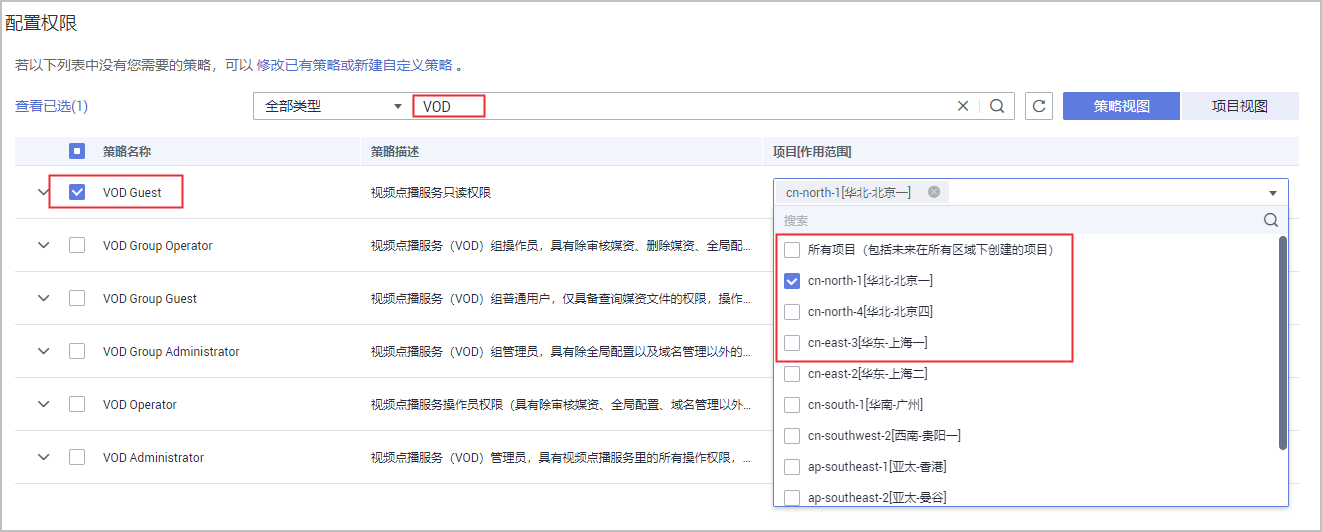 配置权限
若以下列表中没有您需要的策略，可以 修改已有策略或新建自定义策略 。
查看已选(1) 全部类型 VOD 策略视图 项目视图
策略名称 策略描述 项目[作用范围]
VOD Guest 视频点播服务只读权限 cn-north-1[华北-北京一]
搜索
VOD Group Operator 视频点播服务（VOD）组操作员，具有除审核媒资、删除媒资、全局配... 所有项目（包括未来在所有区域下创建的项目）
cn-north-1[华北-北京一]
VOD Group Guest 视频点播服务（VOD）组普通用户，仅具备查询媒资文件的权限，操作... cn-north-4[华北-北京四]
VOD Group Administrator 视频点播服务（VOD）组管理员，具有除全局配置以及域名管理以外的... cn-east-3[华东-上海一]
cn-east-2[华东-上海二]
VOD Operator 视频点播服务操作员权限（具有除审核媒资、全局配置、域名管理以外... cn-south-1[华南-广州]
cn-southwest-2[西南-贵阳一]
VOD Administrator 视频点播服务（VOD）管理员，具有视频点播服务里的所有操作权限，... ap-southeast-1[亚太-香港]
ap-southeast-2[亚太-曼谷]